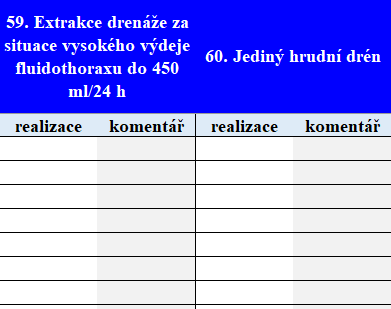 59. Extrakce drenáže za
situace vysokého výdeje
fluidothoraxu do 450
ml/24 h
60. Jediný hrudní drén
realizace komentář realizace komentář